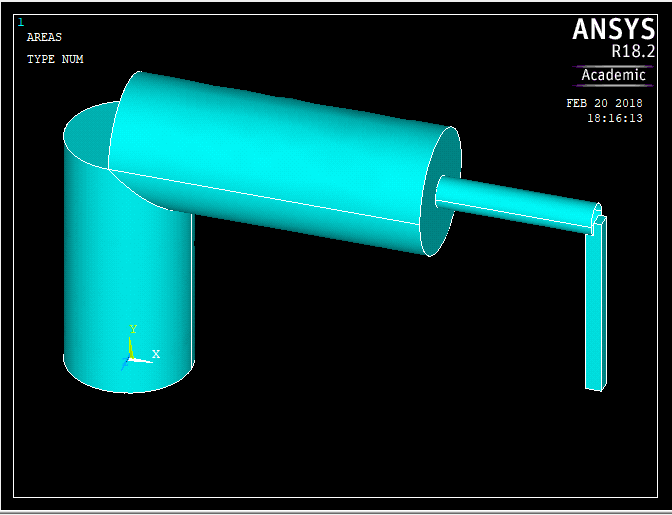 1
AREAS
TYPE NUM
ANSYS
R18.2
Academic
FEB 20 2018
18:16:13
Y
X